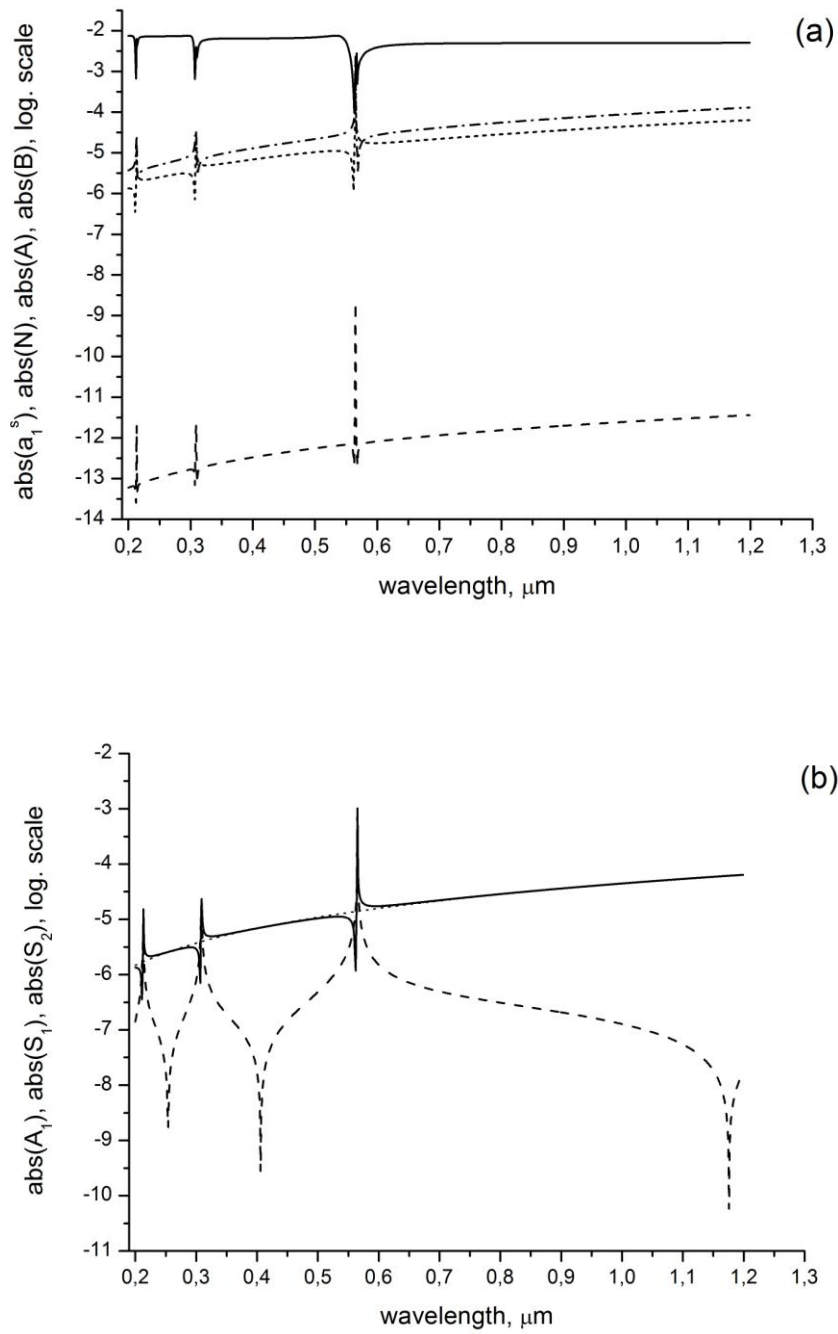 (a)
abs(a₁ˢ), abs(N), abs(A), abs(B), log. scale
-2
-3
-4
-5
-6
-7
-8
-9
-10
-11
-12
-13
-14
0,2 0,3 0,4 0,5 0,6 0,7 0,8 0,9 1,0 1,1 1,2 1,3
wavelength, μm
(b)
abs(A₁), abs(S₁), abs(S₂), log. scale
-2
-3
-4
-5
-6
-7
-8
-9
-10
-11
0,2 0,3 0,4 0,5 0,6 0,7 0,8 0,9 1,0 1,1 1,2 1,3
wavelength, μm